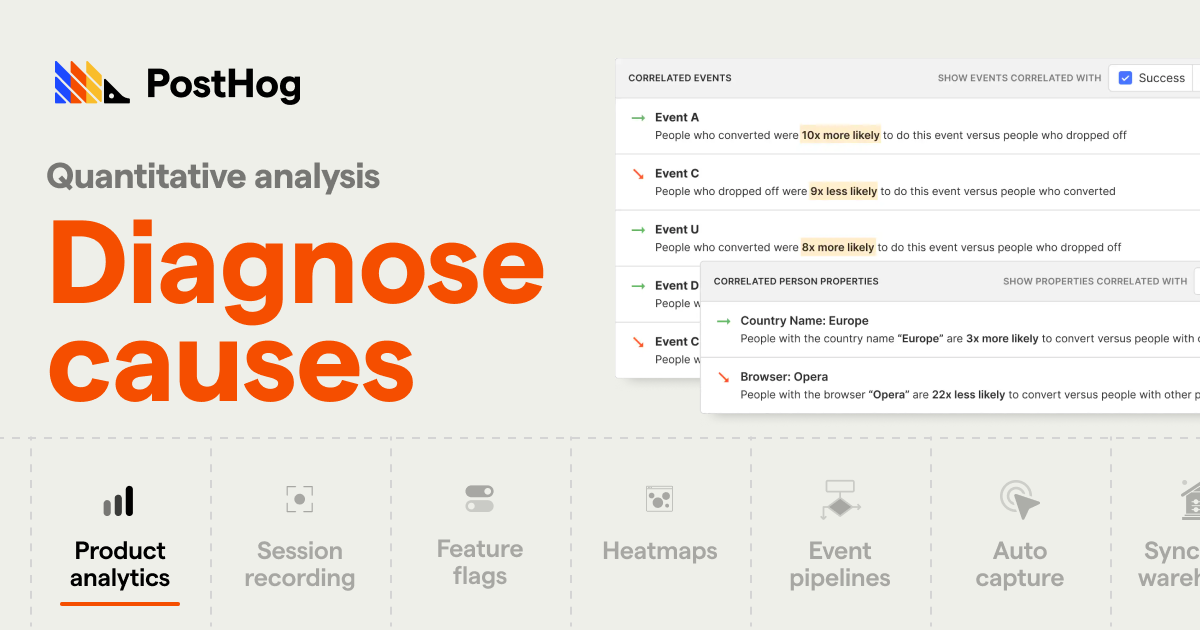 PostHog
Quantitative analysis
Diagnose
causes
CORRELATED EVENTS
SHOW EVENTS CORRELATED WITH
Success
Event A
People who converted were 10x more likely to do this event versus people who dropped off
Event C
People who dropped off were 9x less likely to do this event versus people who converted
Event U
People who converted were 8x more likely to do this event versus people who dropped off
Event D
People w
Event C
People w
CORRELATED PERSON PROPERTIES
SHOW PROPERTIES CORRELATED WITH
Country Name: Europe
People with the country name “Europe” are 3x more likely to convert versus people with
Browser: Opera
People with the browser “Opera” are 22x less likely to convert versus people with other p
Product
analytics
Session
recording
Feature
flags
Heatmaps
Event
pipelines
Auto
capture
Sync
wareh